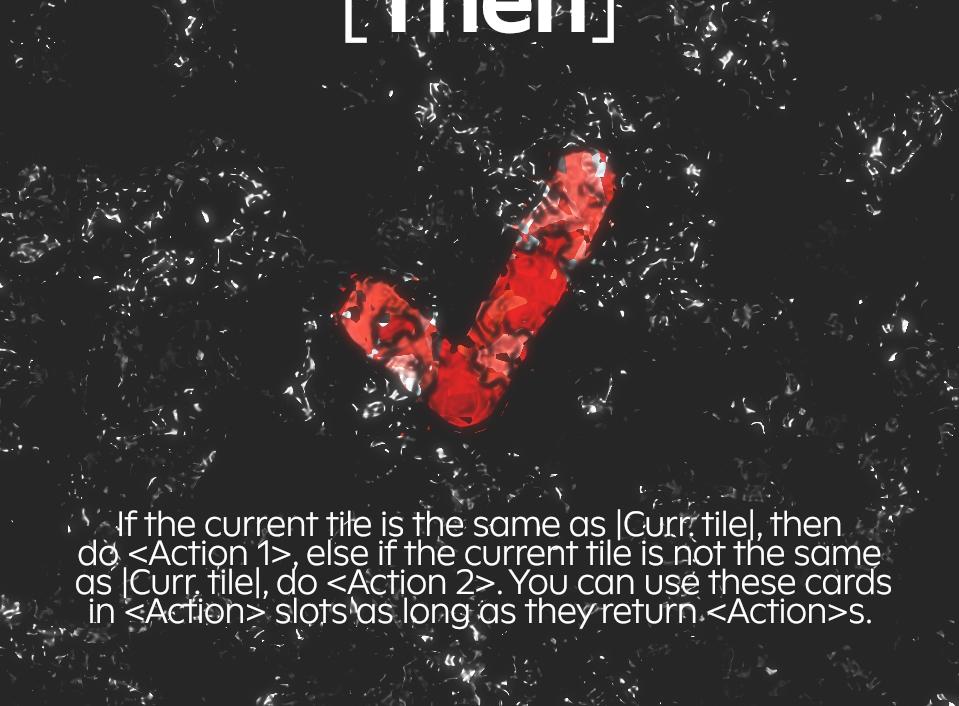 [Then]
If the current tile is the same as |Curr. tile|, then
do <Action 1>, else if the current tile is not the same
as |Curr. tile|, do <Action 2>. You can use these cards
in <Action> slots as long as they return <Action>s.